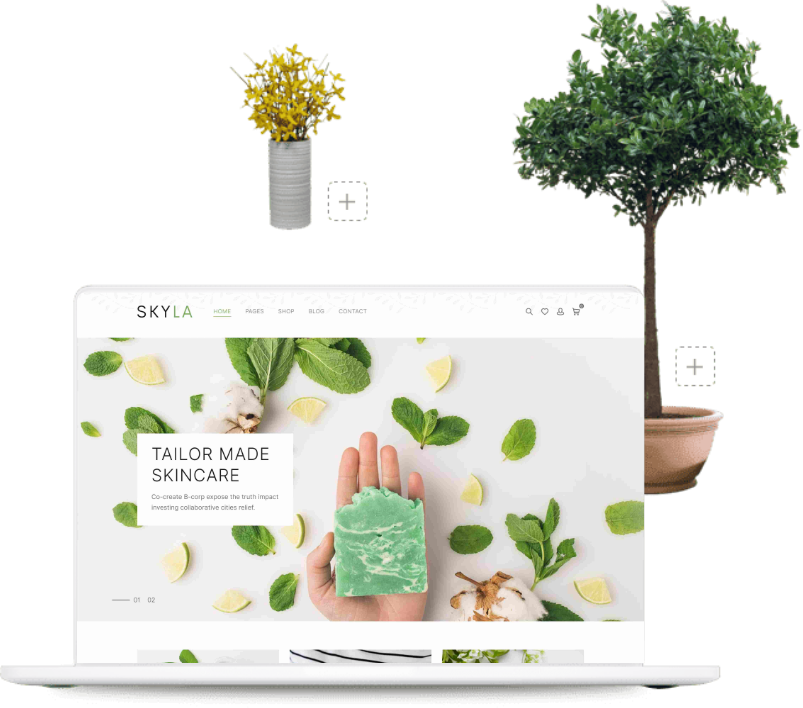 SKYLA HOME PAGES SHOP BLOG CONTACT
TAILOR MADE
SKINCARE
Co-create B-corp expose the truth impact
investing collaborative cities relief.
01 02